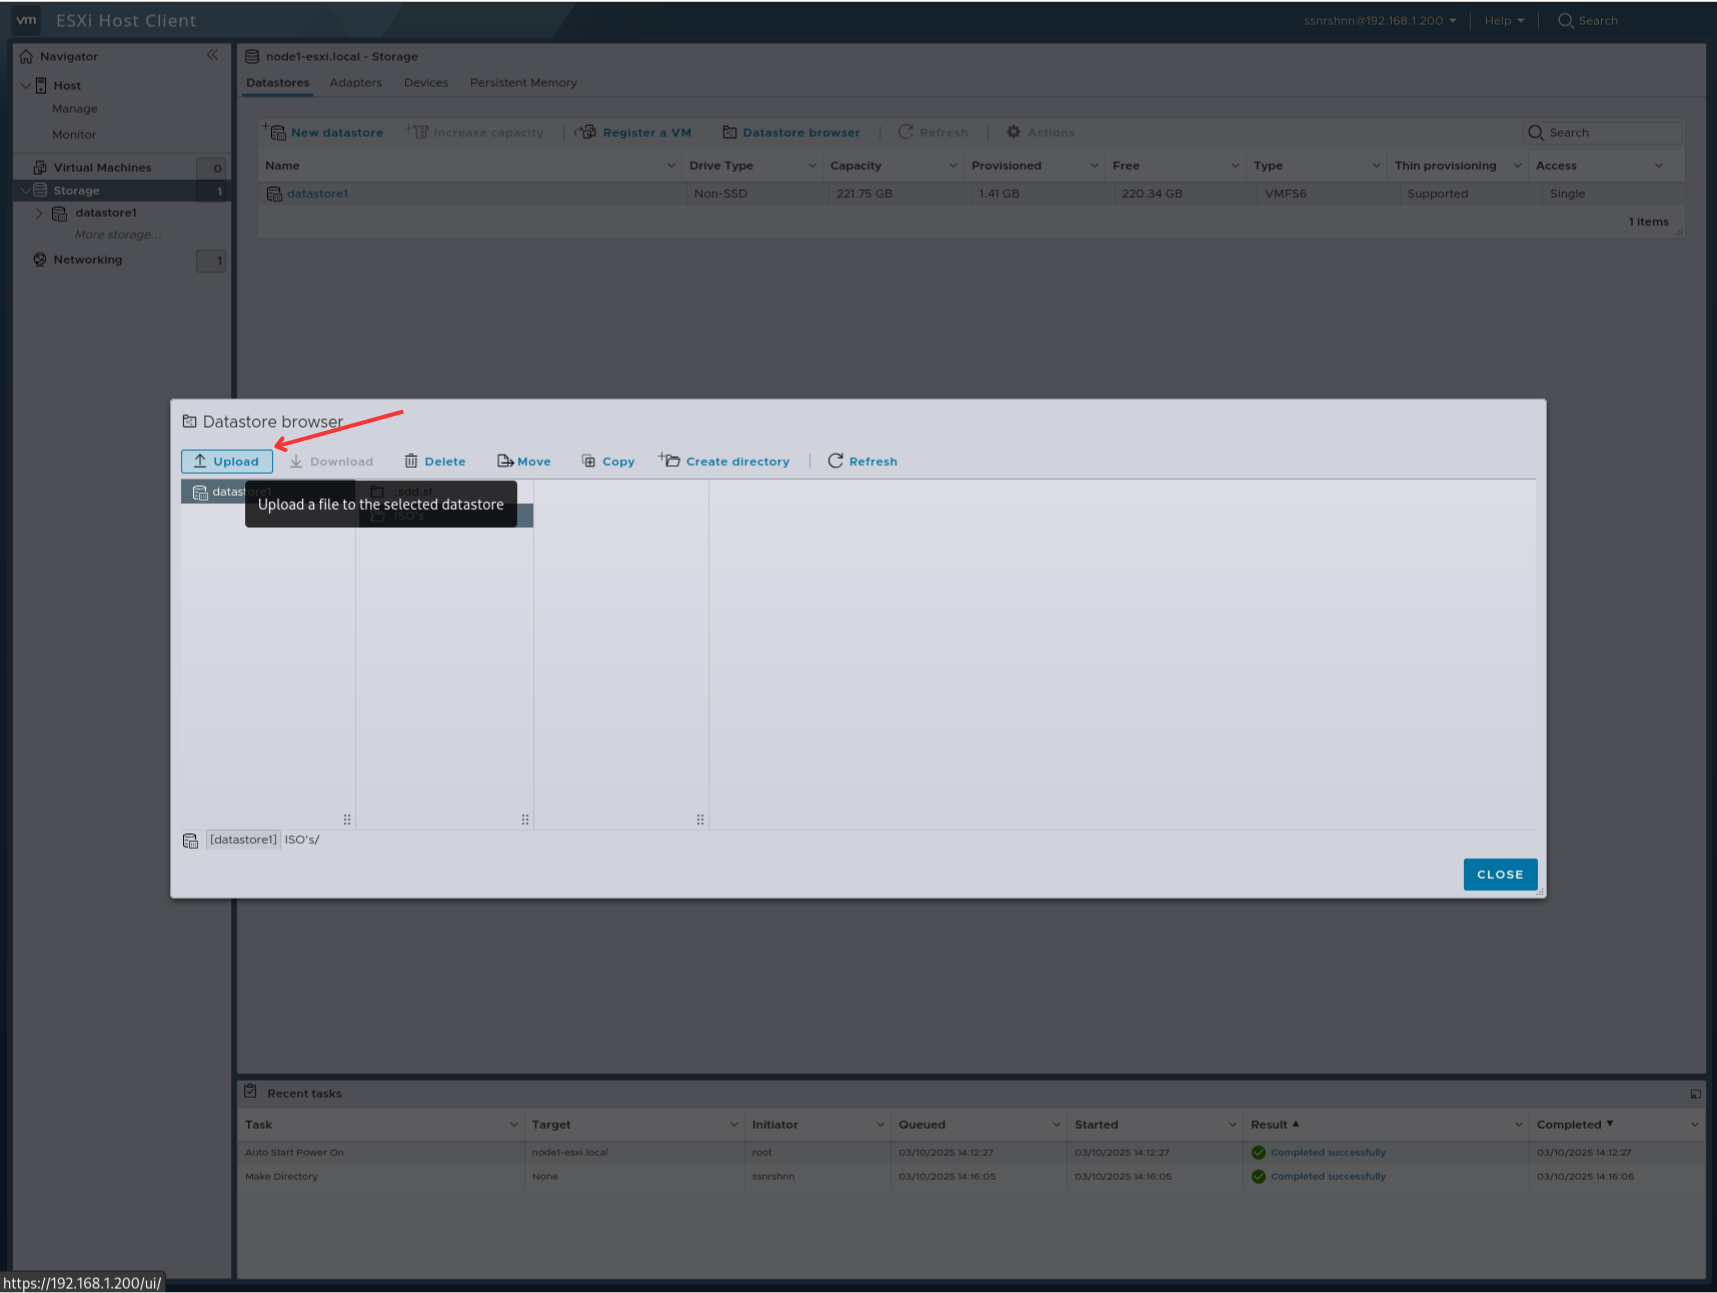 vm ESXi Host Client
ssnrshnn@192.168.1.200 Help Search
Navigator
Host
Manage
Monitor
Virtual Machines 0
Storage 1
datastore1
More storage...
Networking 1
node1-esxi.local - Storage
Datastores Adapters Devices Persistent Memory
New datastore Increase capacity Register a VM Datastore browser Refresh Actions Search
Name Drive Type Capacity Provisioned Free Type Thin provisioning Access
datastore1 Non-SSD 221.75 GB 1.41 GB 220.34 GB VMFS6 Supported Single
1 items
Datastore browser
Upload Download Delete Move Copy Create directory Refresh
datastore1 .sdd.sf
Upload a file to the selected datastore
ISO's
[datastore1] ISO's/
CLOSE
Recent tasks
Task Target Initiator Queued Started Result Completed
Auto Start Power On node1-esxi.local root 03/10/2025 14:12:27 03/10/2025 14:12:27 Completed successfully 03/10/2025 14:12:27
Make Directory None ssnrshnn 03/10/2025 14:16:05 03/10/2025 14:16:05 Completed successfully 03/10/2025 14:16:06
https://192.168.1.200/ui/